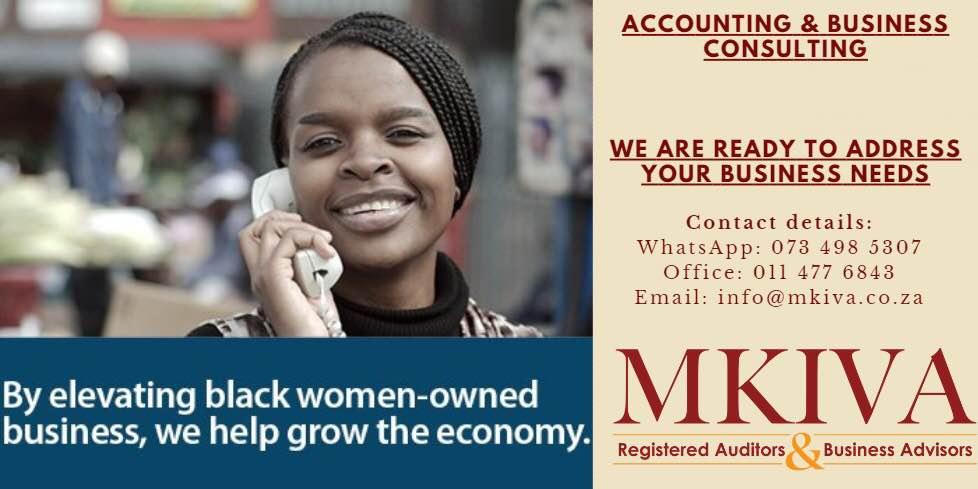 ACCOUNTING & BUSINESS
CONSULTING
WE ARE READY TO ADDRESS
YOUR BUSINESS NEEDS
Contact details:
WhatsApp: 073 498 5307
Office: 011 477 6843
Email: info@mkiva.co.za
MKIVA
Registered Auditors & Business Advisors
By elevating black women-owned
business, we help grow the economy.